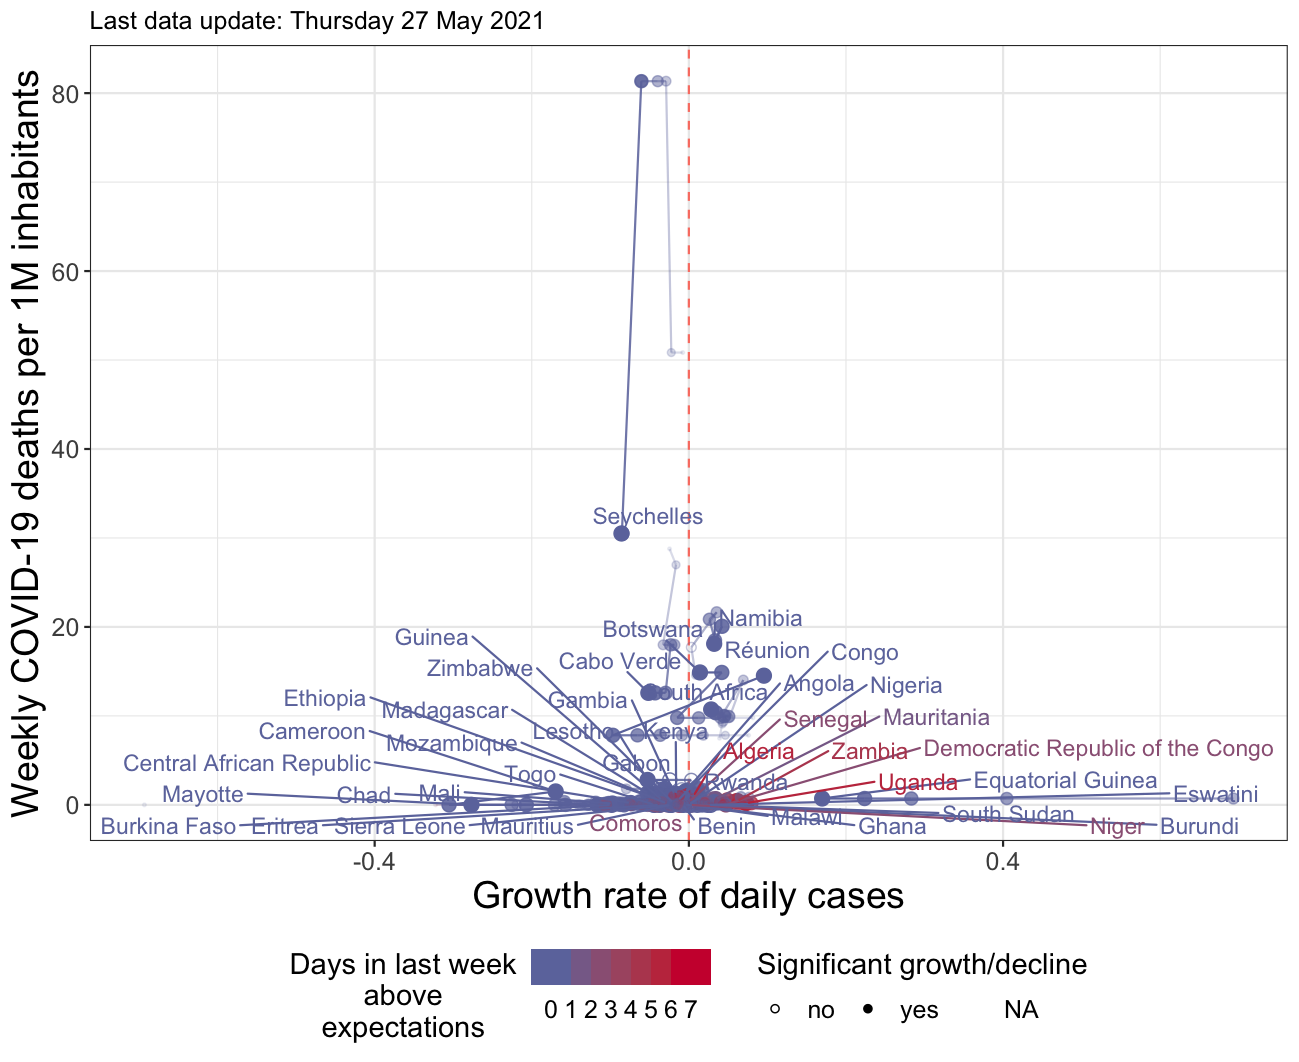 Last data update: Thursday 27 May 2021
Weekly COVID-19 deaths per 1M inhabitants
80
60
40
20
0
Seychelles
Namibia
Botswana
Guinea
Réunion
Congo
Cabo Verde
Zimbabwe
Angola
Nigeria
South Africa
Ethiopia
Gambia
Madagascar
Senegal
Mauritania
Cameroon
Lesotho
Kenya
Mozambique
Algeria
Zambia
Democratic Republic of the Congo
Central African Republic
Gabon
Togo
Rwanda
Uganda
Equatorial Guinea
Mayotte
Chad
Mali
Eswatini
South Sudan
Malawi
Burkina Faso
Eritrea
Sierra Leone
Mauritius
Comoros
Benin
Ghana
Niger
Burundi
-0.4
0.0
0.4
Growth rate of daily cases
Days in last week
above
expectations
0 1 2 3 4 5 6 7
Significant growth/decline
no
yes
NA